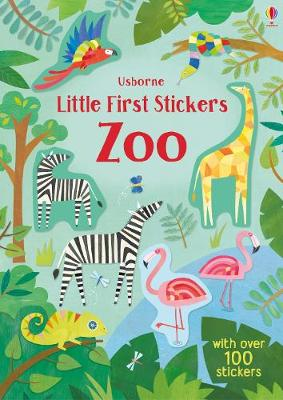 Usborne
Little First Stickers
Zoo
with over
100
stickers